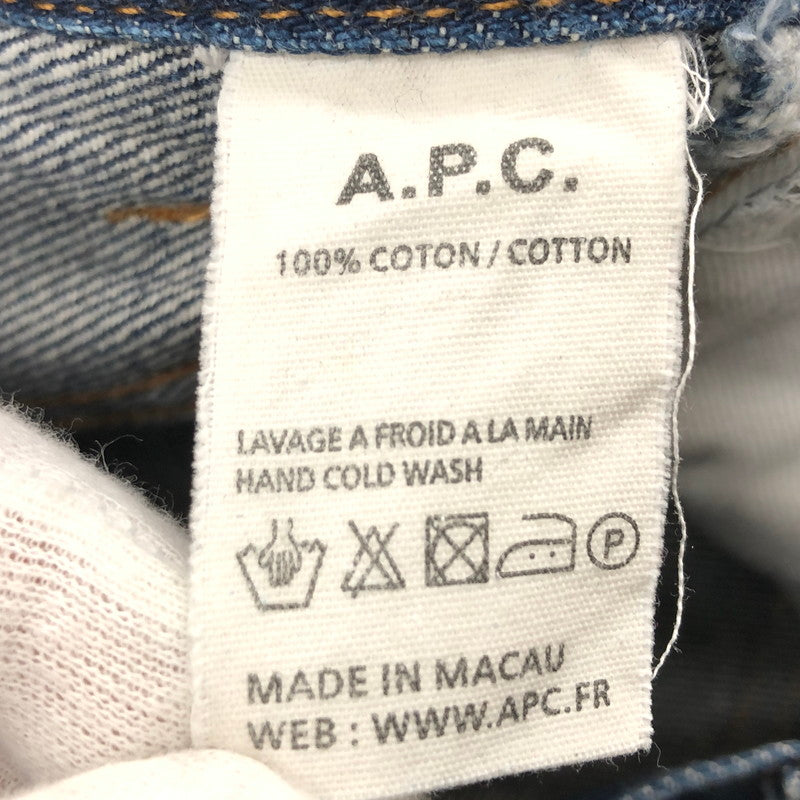 A.P.C.
100% COTON / COTTON
LAVAGE A FROID A LA MAIN
HAND COLD WASH
P
MADE IN MACAU
WEB : WWW.APC.FR